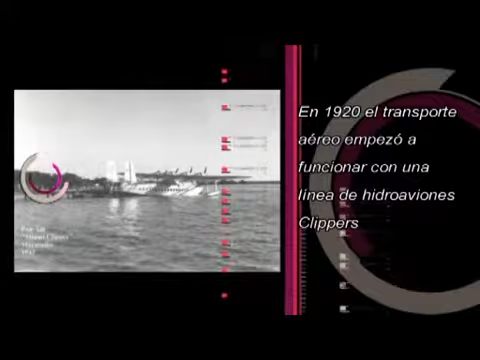 En 1920 el transporte
aéreo empezó a
funcionar con una
línea de hidroaviones
Clippers